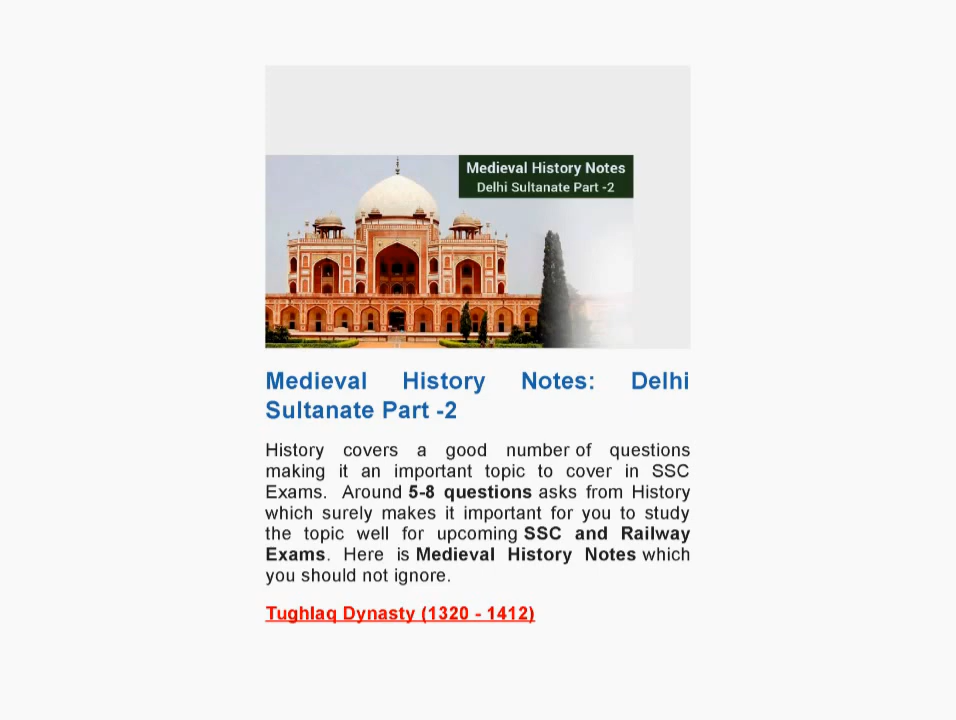 Medieval History Notes
Delhi Sultanate Part -2
Medieval History Notes: Delhi
Sultanate Part -2
History covers a good number of questions
making it an important topic to cover in SSC
Exams. Around 5-8 questions asks from History
which surely makes it important for you to study
the topic well for upcoming SSC and Railway
Exams. Here is Medieval History Notes which
you should not ignore.
Tughlaq Dynasty (1320 - 1412)